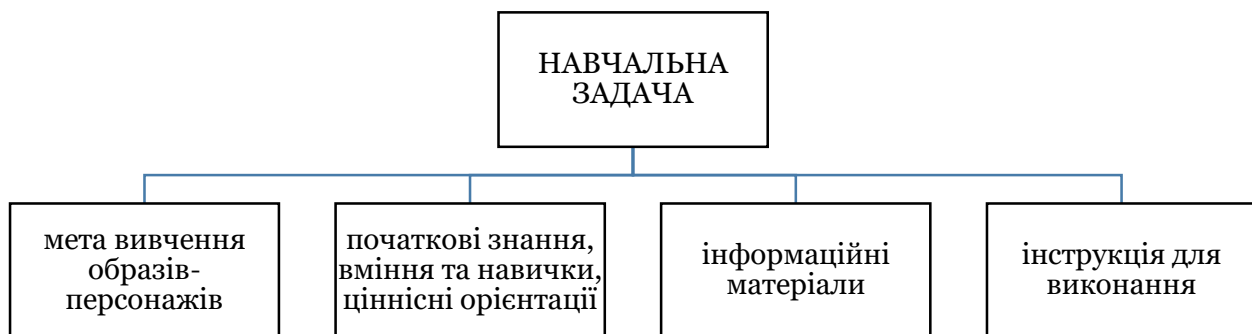 НАВЧАЛЬНА
ЗАДАЧА
мета вивчення
образів-
персонажів
початкові знання,
вміння та навички,
ціннісні орієнтації
інформаційні
матеріали
інструкція для
виконання